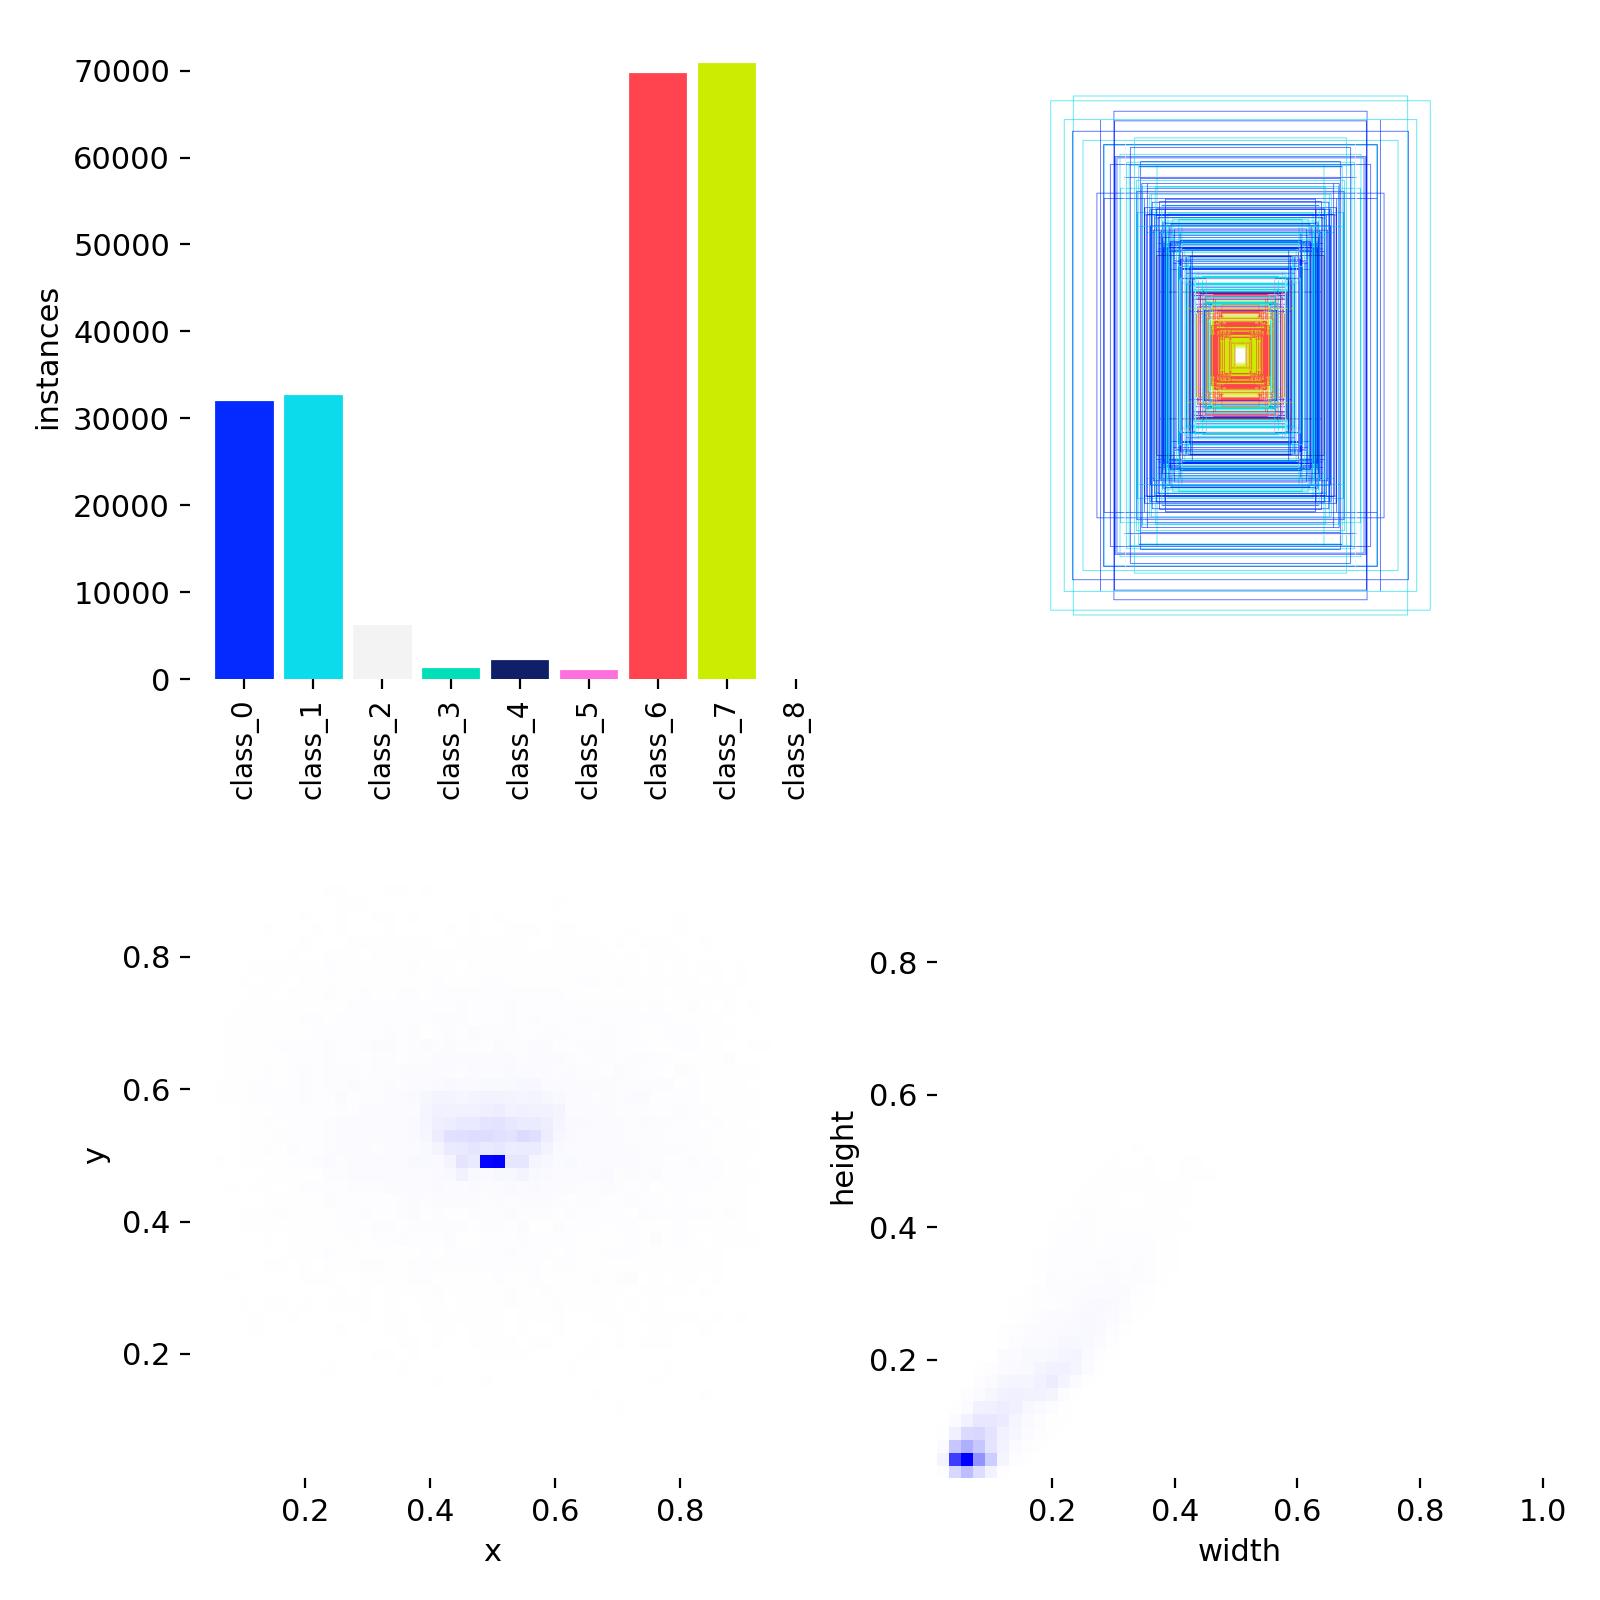 70000
60000
50000
40000
30000
20000
10000
0
instances
class_0
class_1
class_2
class_3
class_4
class_5
class_6
class_7
class_8
0.8
0.6
0.4
0.2
y
0.2 0.4 0.6 0.8
x
0.8
0.6
0.4
0.2
height
0.2 0.4 0.6 0.8 1.0
width